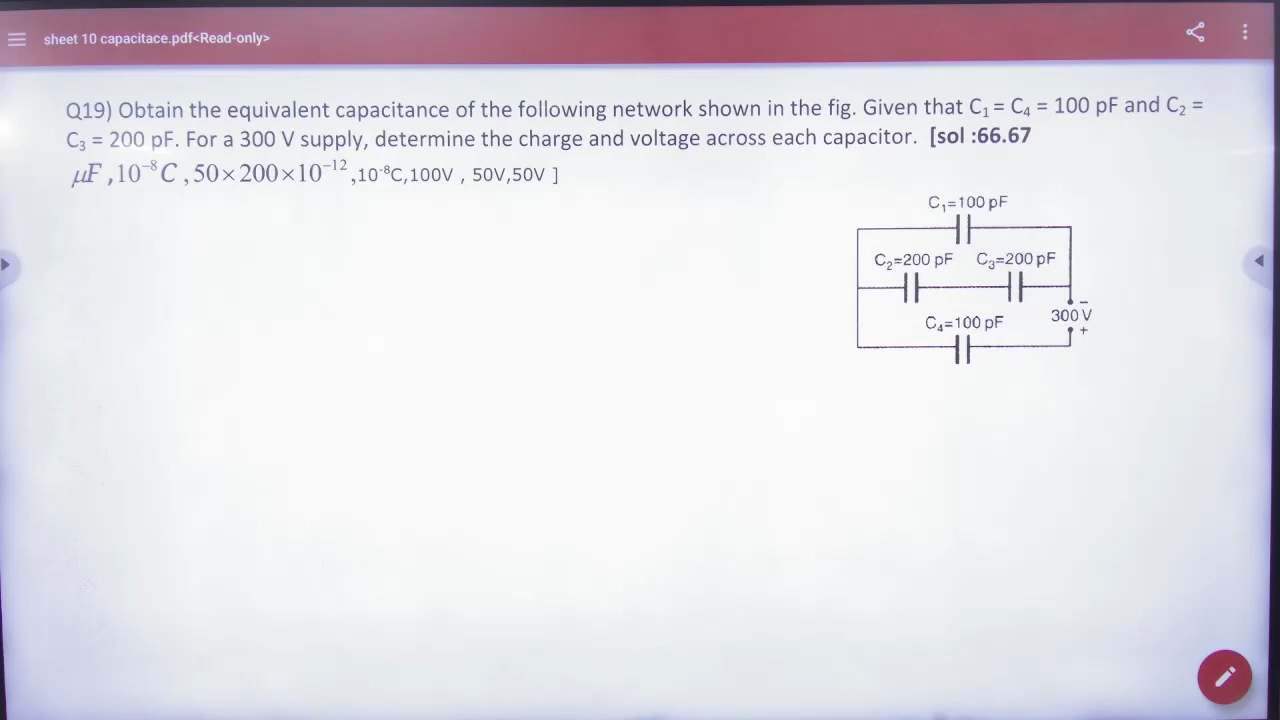 sheet 10 capacitace.pdf<Read-only>
Q19) Obtain the equivalent capacitance of the following network shown in the fig. Given that C₁ = C₄ = 100 pF and C₂ =
C₃ = 200 pF. For a 300 V supply, determine the charge and voltage across each capacitor. [sol :66.67
μF ,10⁻⁸ C , 50×200×10⁻¹² ,10⁻⁸C,100V , 50V,50V ]
C₁=100 pF
C₂=200 pF C₃=200 pF
C₄=100 pF
−
300 V
+